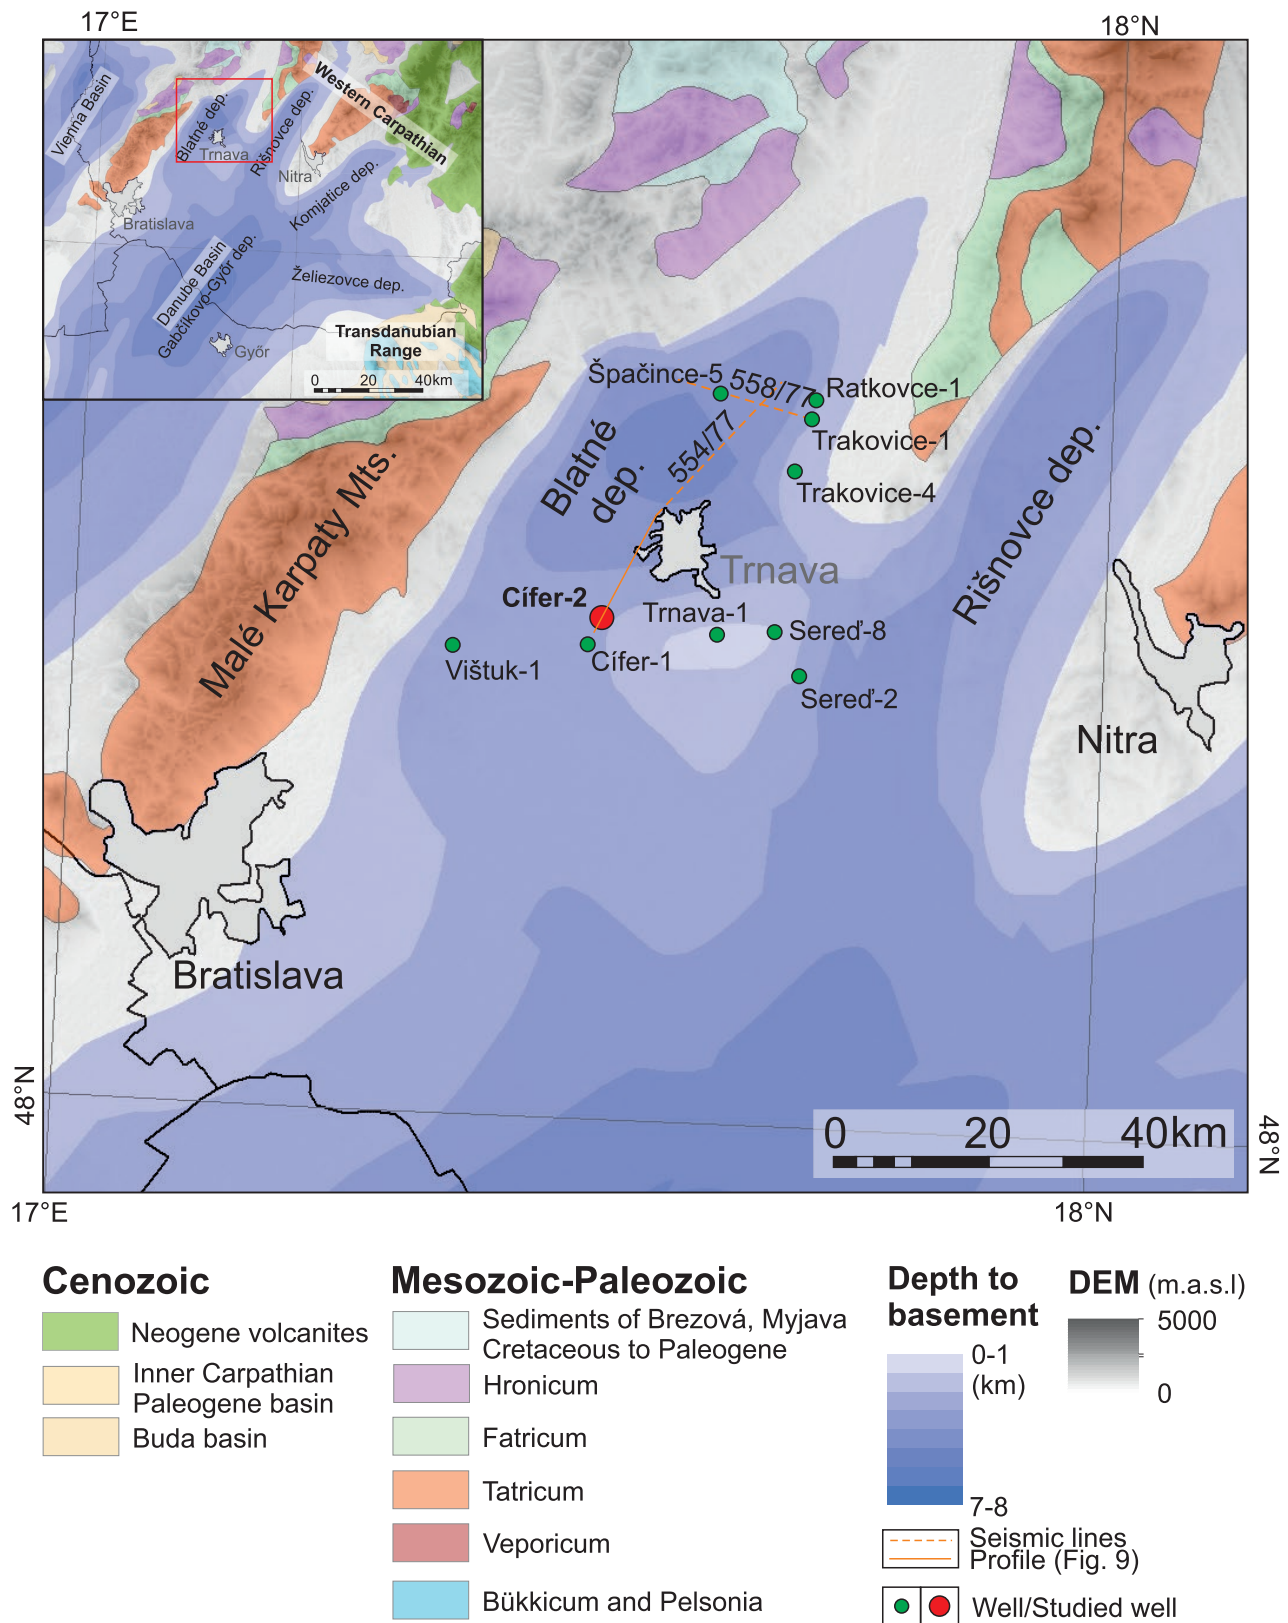 17°E
18°N
Vienna Basin
Blatné dep.
Trnava
Rišnovce dep.
Western Carpathian
Nitra
Komjatice dep.
Bratislava
Danube Basin
Gabčíkovo-Győr dep.
Želiezovce dep.
Győr
Transdanubian
Range
0 20 40km
Špačince-5
558/77
Ratkovce-1
Trakovice-1
554/77
Trakovice-4
Blatné
dep.
Malé Karpaty Mts.
Rišnovce dep.
Trnava
Cífer-2
Trnava-1
Sereď-8
Cífer-1
Vištuk-1
Sereď-2
Nitra
Bratislava
48°N
0 20 40km
48°N
17°E
18°N
Cenozoic
Neogene volcanites
Inner Carpathian
Paleogene basin
Buda basin
Mesozoic-Paleozoic
Sediments of Brezová, Myjava
Cretaceous to Paleogene
Hronicum
Fatricum
Tatricum
Veporicum
Bükkicum and Pelsonia
Depth to
basement
0-1
(km)
7-8
DEM (m.a.s.l)
5000
0
Seismic lines
Profile (Fig. 9)
Well/Studied well